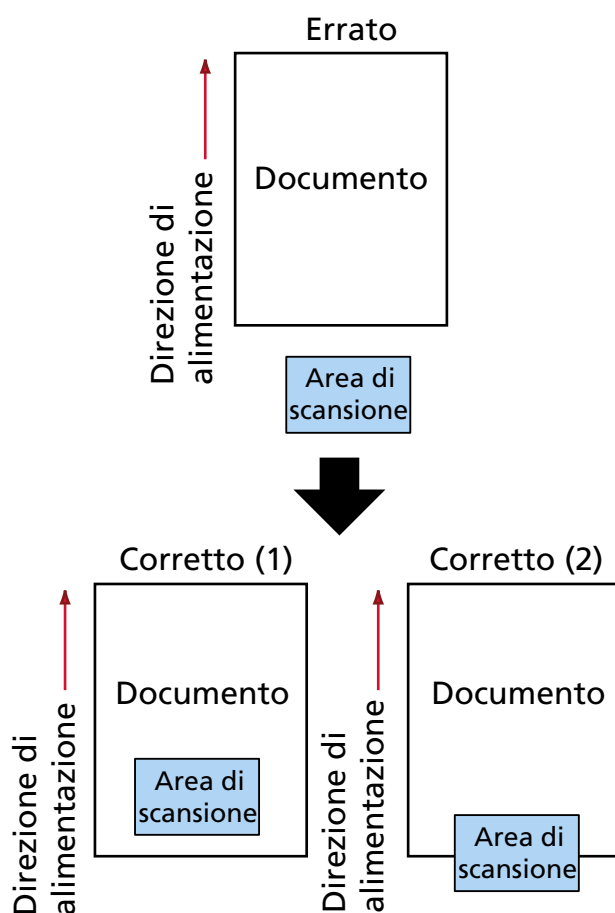 Errato
Direzione di
alimentazione
Documento
Area di
scansione
Corretto (1)
Direzione di
alimentazione
Documento
Area di
scansione
Corretto (2)
Direzione di
alimentazione
Documento
Area di
scansione